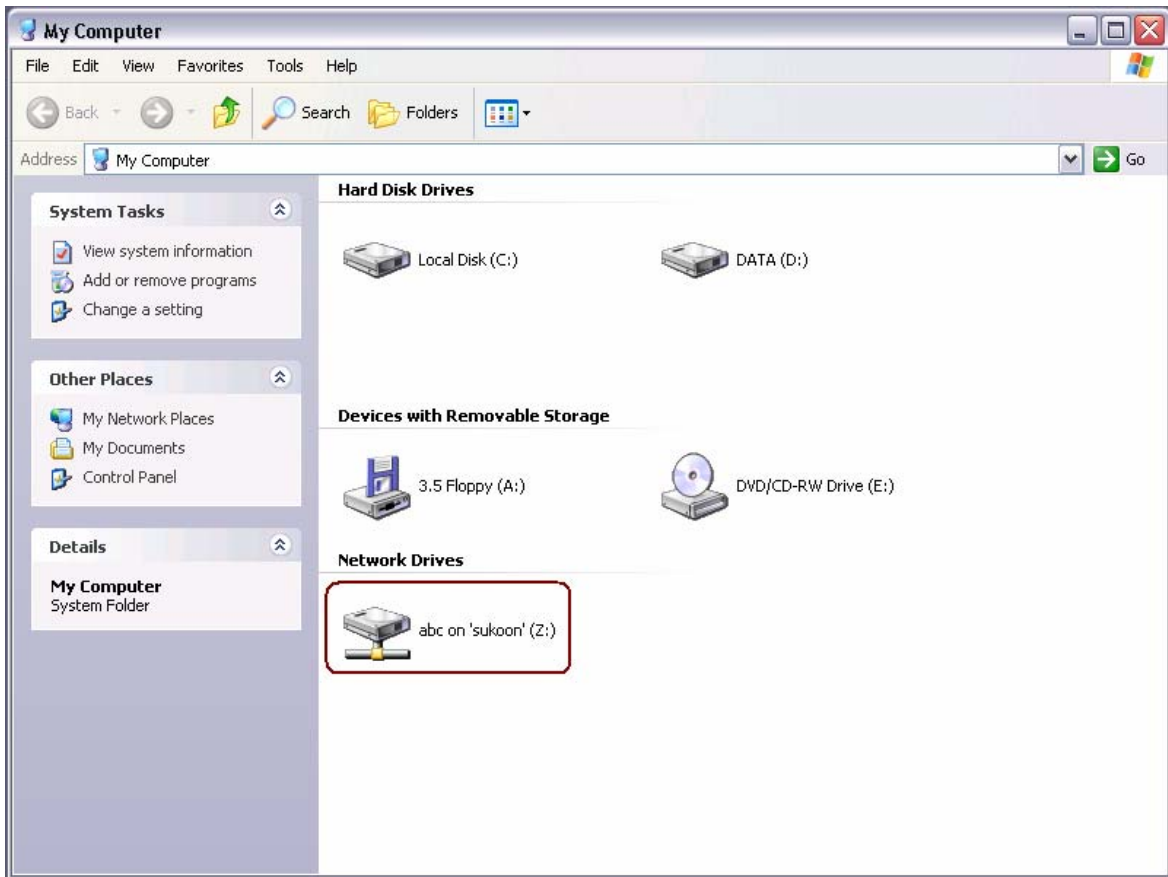 My Computer
File Edit View Favorites Tools Help
Back Search Folders
Address My Computer Go
System Tasks
View system information
Add or remove programs
Change a setting
Other Places
My Network Places
My Documents
Control Panel
Details
My Computer
System Folder
Hard Disk Drives
Local Disk (C:) DATA (D:)
Devices with Removable Storage
3.5 Floppy (A:) DVD/CD-RW Drive (E:)
Network Drives
abc on 'sukoon' (Z:)